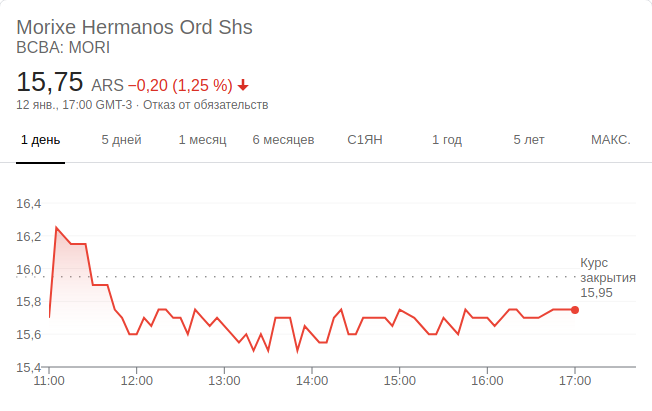 Morixe Hermanos Ord Shs
BCBA: MORI
15,75 ARS −0,20 (1,25 %)
12 янв., 17:00 GMT-3 · Отказ от обязательств
1 день 5 дней 1 месяц 6 месяцев С1ЯН 1 год 5 лет МАКС.
16,4
16,2
16,0
15,8
15,6
15,4
Курс
закрытия
15,95
11:00 12:00 13:00 14:00 15:00 16:00 17:00